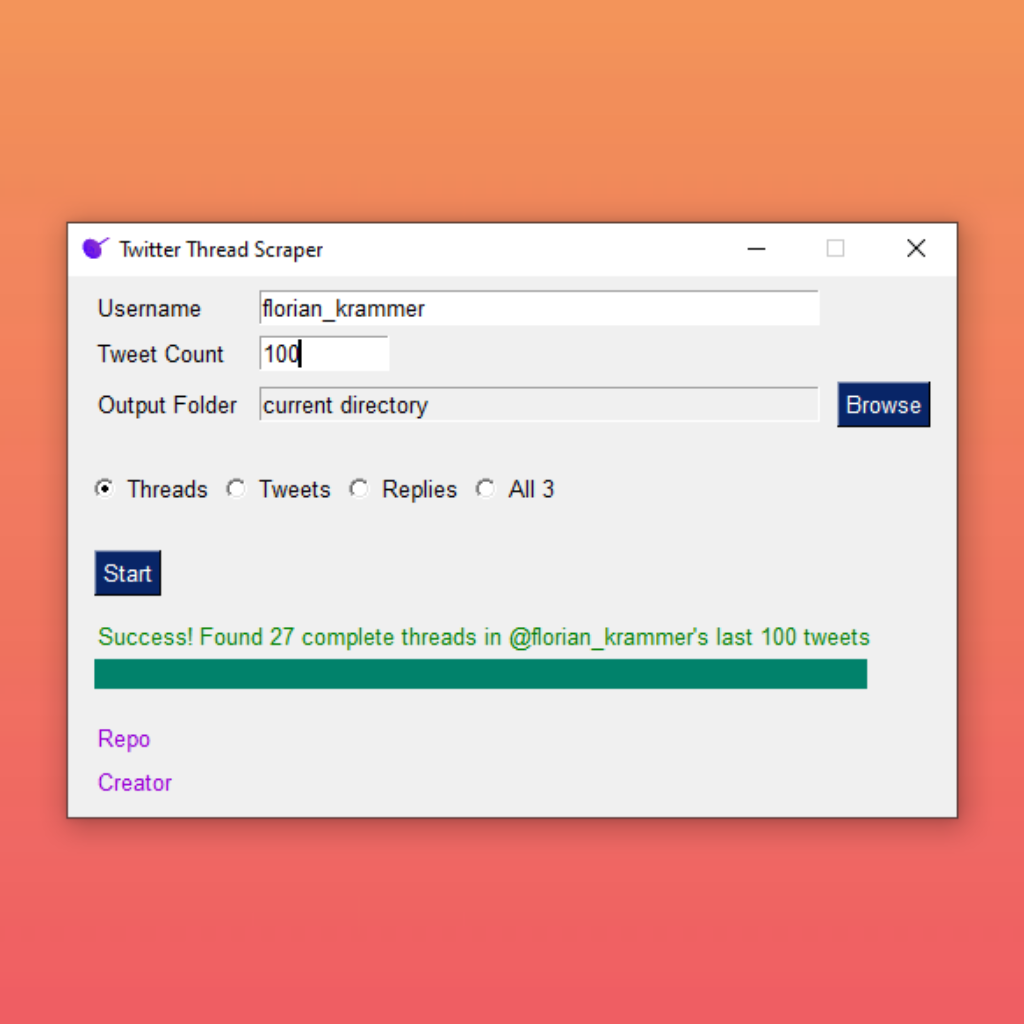 Twitter Thread Scraper
Username florian_krammer
Tweet Count 100
Output Folder current directory Browse
Threads Tweets Replies All 3
Start
Success! Found 27 complete threads in @florian_krammer's last 100 tweets
Repo
Creator